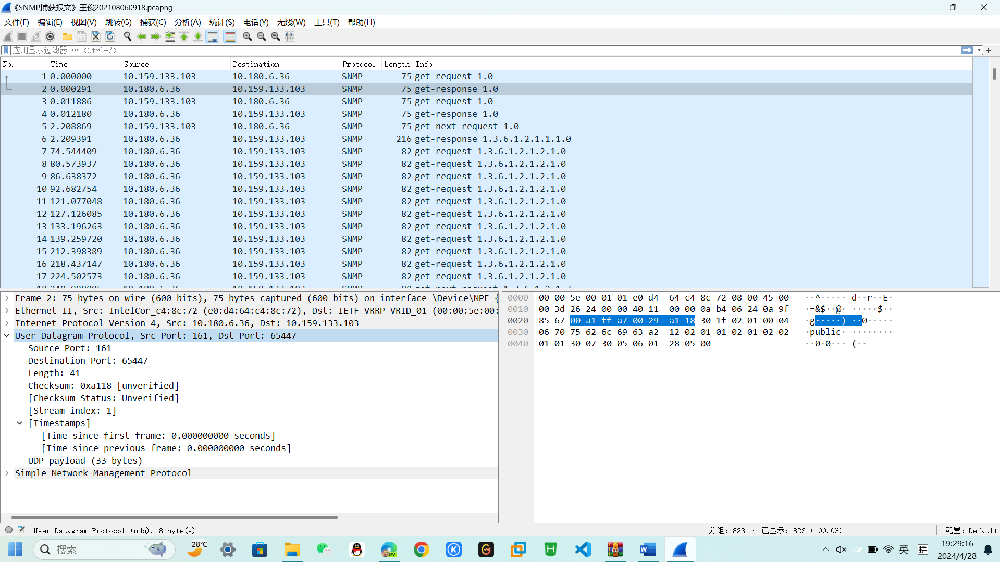 《SNMP捕获报文》王俊202108060918.pcapng
文件(F) 编辑(E) 视图(V) 跳转(G) 捕获(C) 分析(A) 统计(S) 电话(Y) 无线(W) 工具(T) 帮助(H)
应用显示过滤器 … <Ctrl-/>
No. Time Source Destination Protocol Length Info
1 0.000000 10.159.133.103 10.180.6.36 SNMP 75 get-request 1.0
2 0.000291 10.180.6.36 10.159.133.103 SNMP 75 get-response 1.0
3 0.011886 10.159.133.103 10.180.6.36 SNMP 75 get-request 1.0
4 0.012180 10.180.6.36 10.159.133.103 SNMP 75 get-response 1.0
5 2.208869 10.159.133.103 10.180.6.36 SNMP 75 get-next-request 1.0
6 2.209391 10.180.6.36 10.159.133.103 SNMP 216 get-response 1.3.6.1.2.1.1.1.0
7 74.544409 10.180.6.36 10.159.133.103 SNMP 82 get-request 1.3.6.1.2.1.2.1.0
8 80.573937 10.180.6.36 10.159.133.103 SNMP 82 get-request 1.3.6.1.2.1.2.1.0
9 86.638372 10.180.6.36 10.159.133.103 SNMP 82 get-request 1.3.6.1.2.1.2.1.0
10 92.682754 10.180.6.36 10.159.133.103 SNMP 82 get-request 1.3.6.1.2.1.2.1.0
11 121.077048 10.180.6.36 10.159.133.103 SNMP 82 get-request 1.3.6.1.2.1.2.1.0
12 127.126085 10.180.6.36 10.159.133.103 SNMP 82 get-request 1.3.6.1.2.1.2.1.0
13 133.196263 10.180.6.36 10.159.133.103 SNMP 82 get-request 1.3.6.1.2.1.2.1.0
14 139.259720 10.180.6.36 10.159.133.103 SNMP 82 get-request 1.3.6.1.2.1.2.1.0
15 212.398389 10.180.6.36 10.159.133.103 SNMP 82 get-request 1.3.6.1.2.1.2.1.0
16 218.437147 10.180.6.36 10.159.133.103 SNMP 82 get-request 1.3.6.1.2.1.2.1.0
17 224.502573 10.180.6.36 10.159.133.103 SNMP 82 get-request 1.3.6.1.2.1.2.1.0
Frame 2: 75 bytes on wire (600 bits), 75 bytes captured (600 bits) on interface \Device\NPF_{
Ethernet II, Src: IntelCor_c4:8c:72 (e0:d4:64:c4:8c:72), Dst: IETF-VRRP-VRID_01 (00:00:5e:00:
Internet Protocol Version 4, Src: 10.180.6.36, Dst: 10.159.133.103
User Datagram Protocol, Src Port: 161, Dst Port: 65447
Source Port: 161
Destination Port: 65447
Length: 41
Checksum: 0xa118 [unverified]
[Checksum Status: Unverified]
[Stream index: 1]
[Timestamps]
[Time since first frame: 0.000000000 seconds]
[Time since previous frame: 0.000000000 seconds]
UDP payload (33 bytes)
Simple Network Management Protocol
0000 00 00 5e 00 01 01 e0 d4 64 c4 8c 72 08 00 45 00 ··^····· d··r··E·
0010 00 3d 26 24 00 00 40 11 00 00 0a b4 06 24 0a 9f ·=&$··@· ·····$··
0020 85 67 00 a1 ff a7 00 29 a1 18 30 1f 02 01 00 04 ·g·····) ··0·····
0030 06 70 75 62 6c 69 63 a2 12 02 01 01 02 01 02 02 ·public· ········
0040 01 01 30 07 30 05 06 01 28 05 00 ··0·0··· (··
User Datagram Protocol (udp), 8 byte(s)
分组: 823 · 已显示: 823 (100.0%)
配置: Default
搜索
28°C
DEV
英
拼
19:29:16
2024/4/28